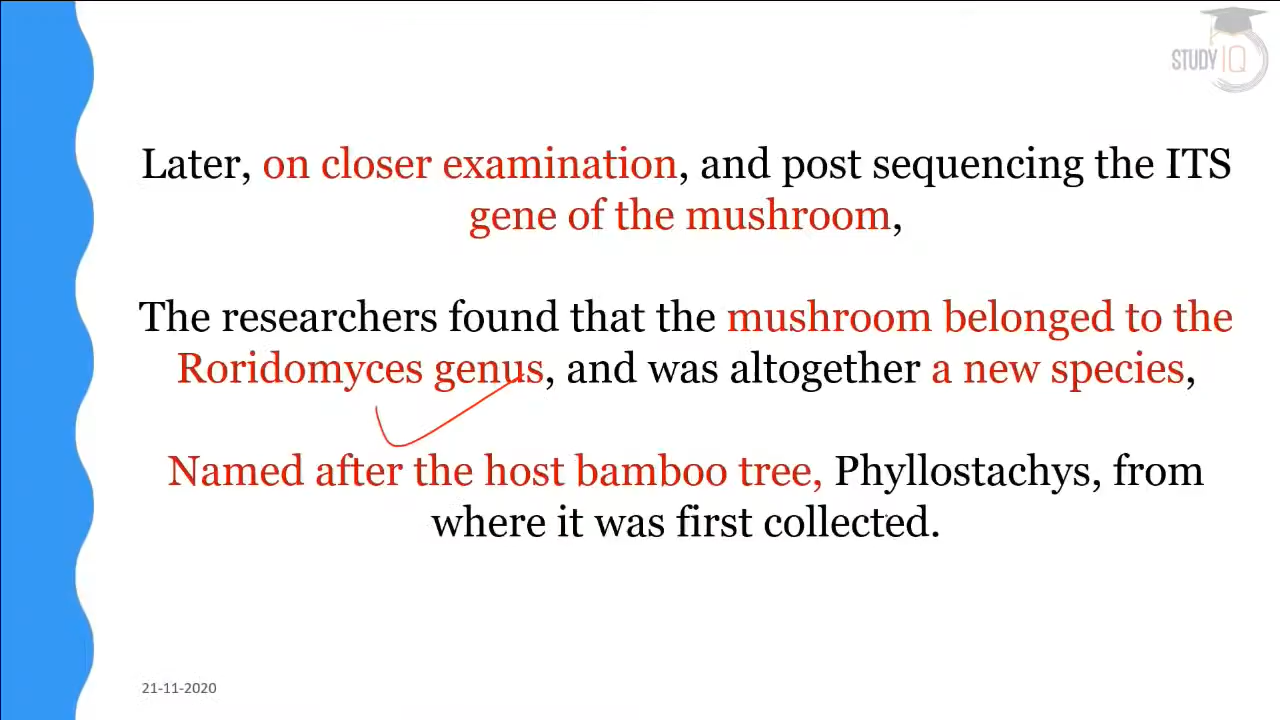 STUDY IQ
Later, on closer examination, and post sequencing the ITS
gene of the mushroom,
The researchers found that the mushroom belonged to the
Roridomyces genus, and was altogether a new species,
Named after the host bamboo tree, Phyllostachys, from
where it was first collected.
21-11-2020